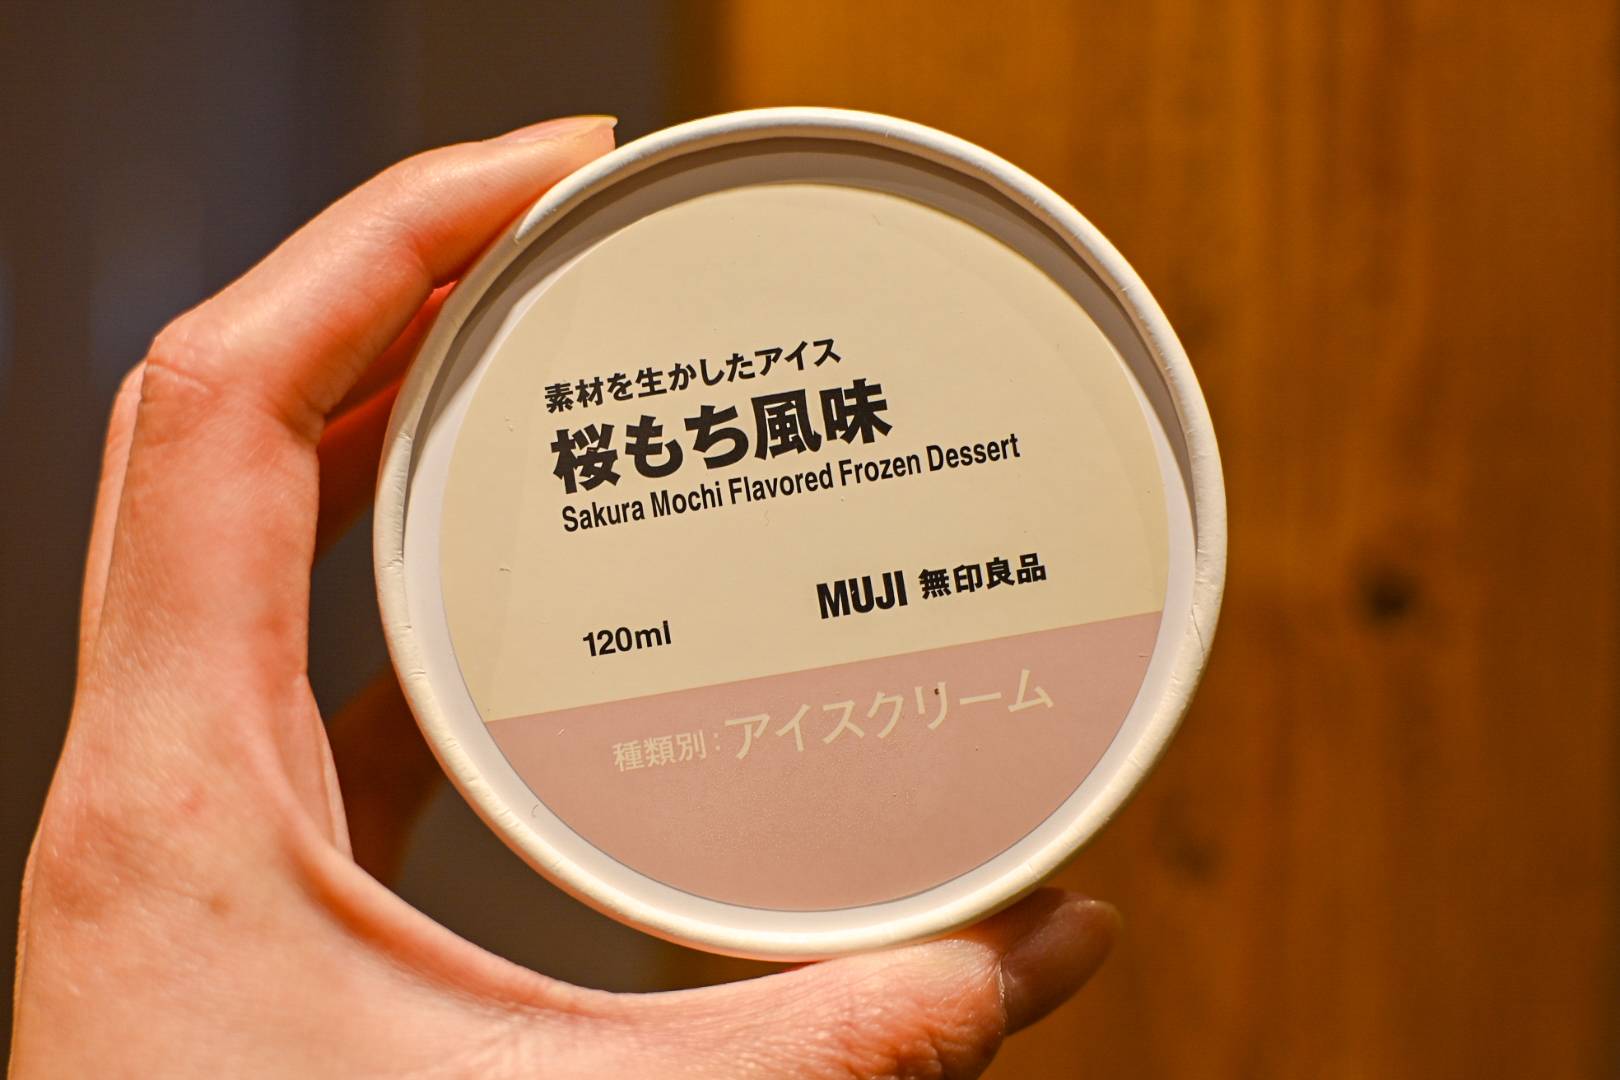 素材を生かしたアイス
桜もち風味
Sakura Mochi Flavored Frozen Dessert
120ml
MUJI 無印良品
種類別:アイスクリーム